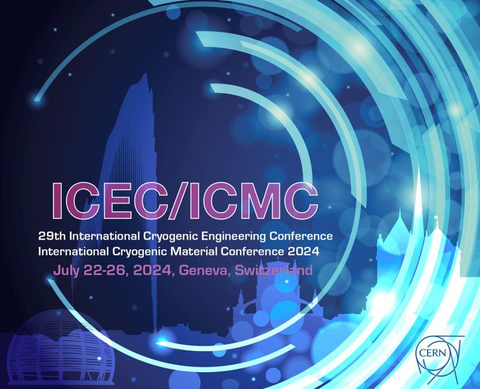 ICEC/ICMC
29th International Cryogenic Engineering Conference
International Cryogenic Material Conference 2024
July 22-26, 2024, Geneva, Switzerland
CERN